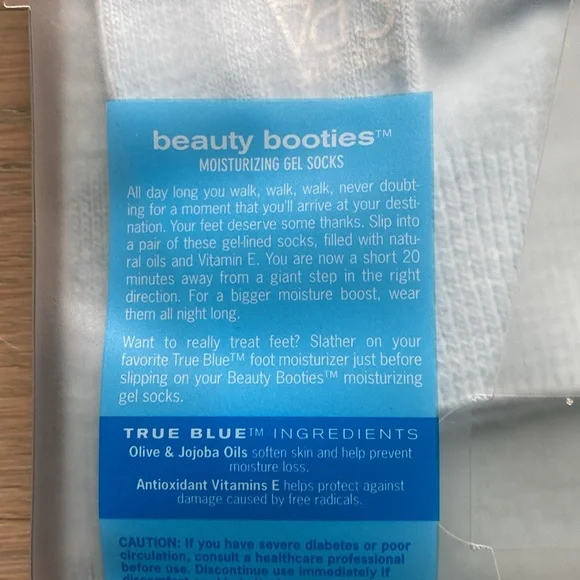 beauty booties™
MOISTURIZING GEL SOCKS
All day long you walk, walk, walk, never doubt-
ing for a moment that you'll arrive at your desti-
nation. Your feet deserve some thanks. Slip into
a pair of these gel-lined socks, filled with natu-
ral oils and Vitamin E. You are now a short 20
minutes away from a giant step in the right
direction. For a bigger moisture boost, wear
them all night long.
Want to really treat feet? Slather on your
favorite True Blue™ foot moisturizer just before
slipping on your Beauty Booties™ moisturizing
gel socks.
TRUE BLUE™ INGREDIENTS
Olive & Jojoba Oils soften skin and help prevent
moisture loss.
Antioxidant Vitamins E helps protect against
damage caused by free radicals.
CAUTION: If you have severe diabetes or poor
circulation, consult a healthcare professional
before use. Discontinue use immediately if